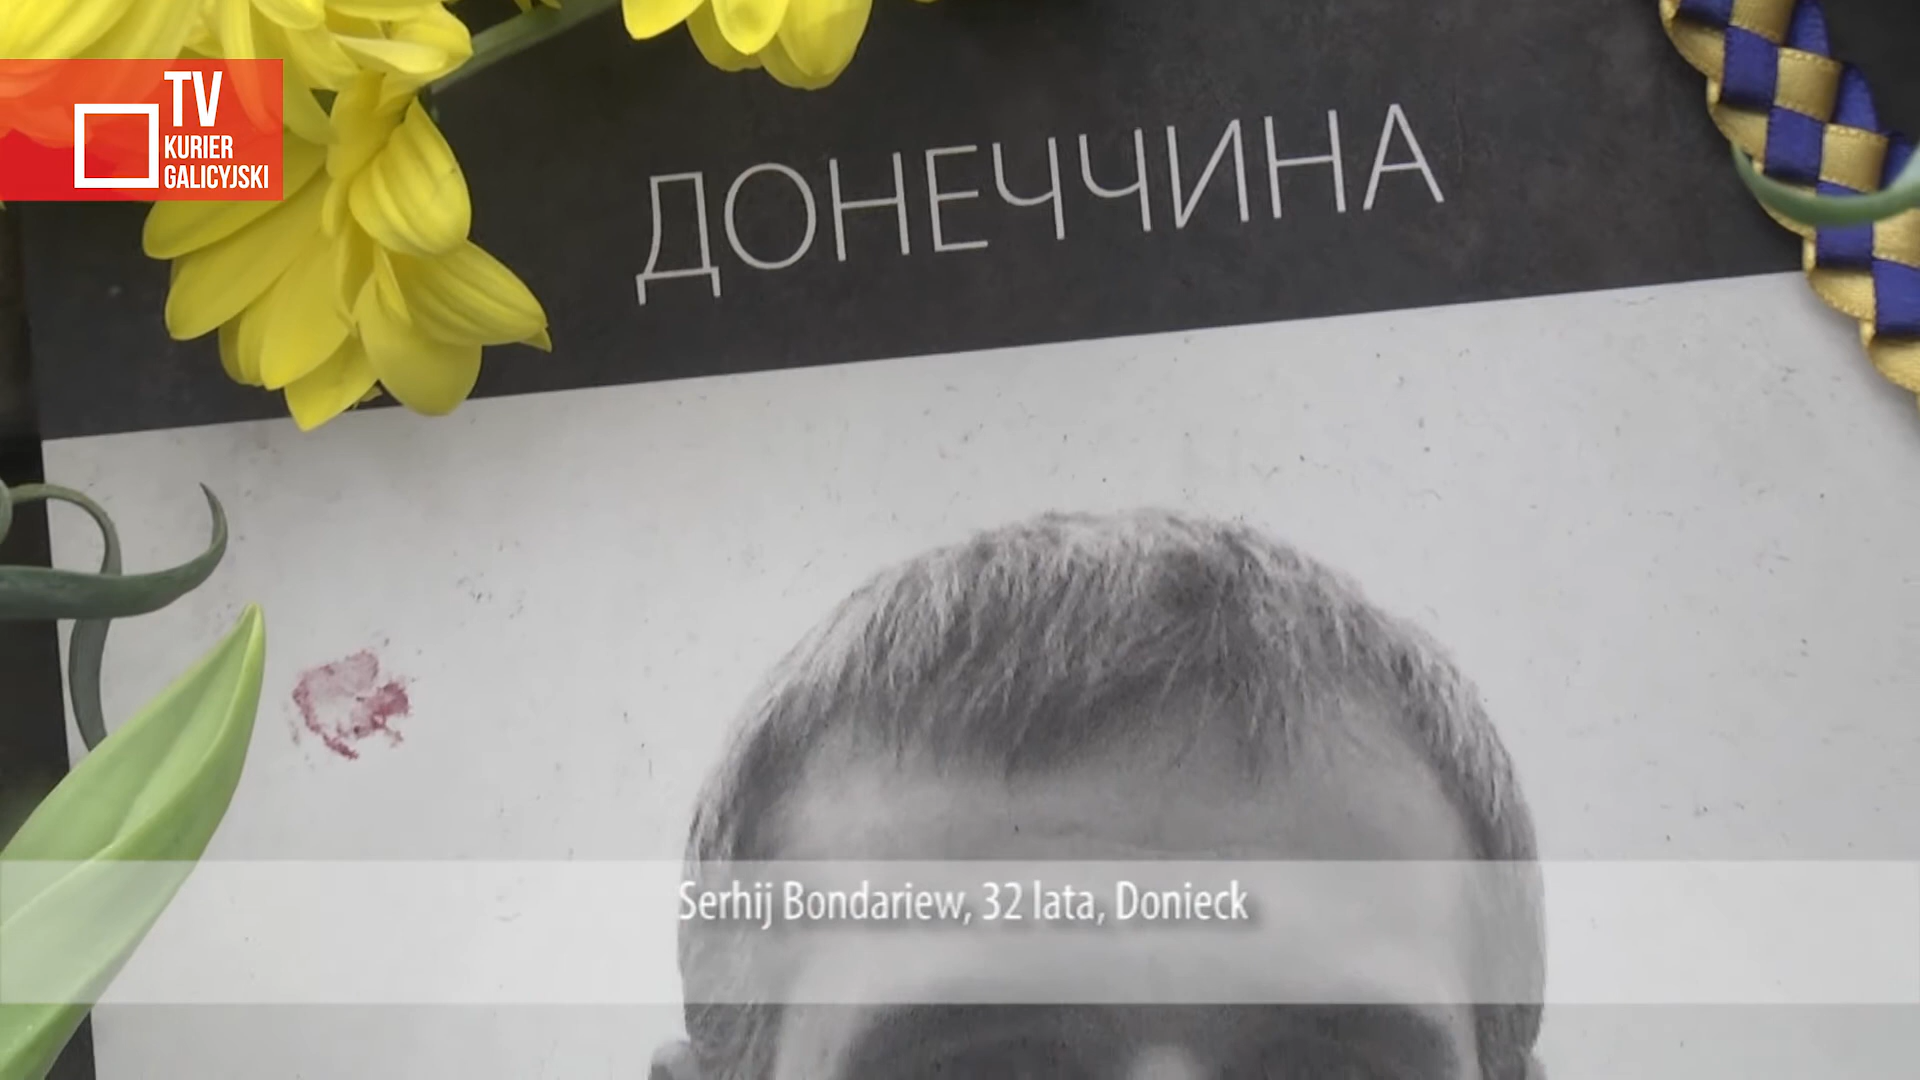 TV
KURIER
GALICYJSKI
ДОНЕЧЧИНА
Serhij Bondariew, 32 lata, Donieck